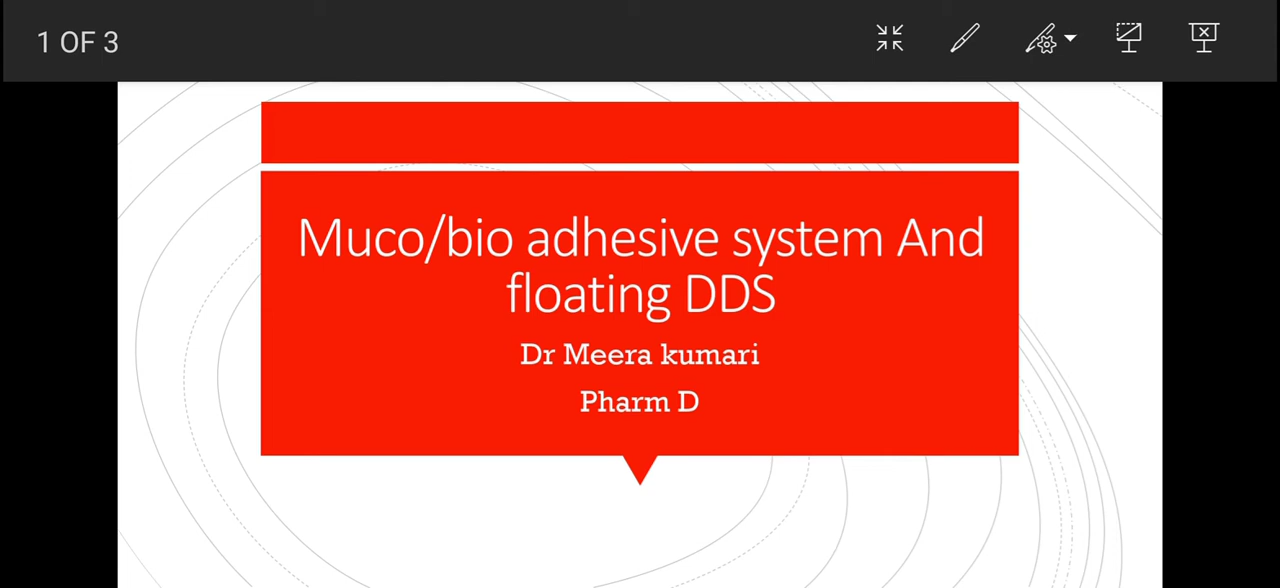 1 OF 3
Muco/bio adhesive system And
floating DDS
Dr Meera kumari
Pharm D